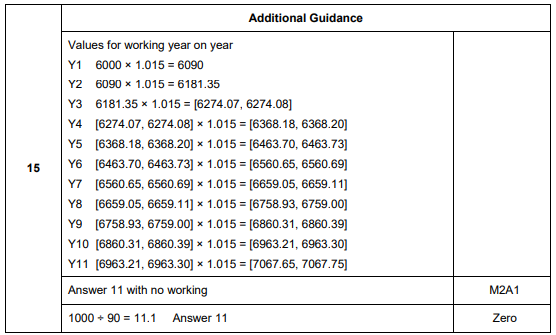 Additional Guidance
15
Values for working year on year
Y1 6000 × 1.015 = 6090
Y2 6090 × 1.015 = 6181.35
Y3 6181.35 × 1.015 = [6274.07, 6274.08]
Y4 [6274.07, 6274.08] × 1.015 = [6368.18, 6368.20]
Y5 [6368.18, 6368.20] × 1.015 = [6463.70, 6463.73]
Y6 [6463.70, 6463.73] × 1.015 = [6560.65, 6560.69]
Y7 [6560.65, 6560.69] × 1.015 = [6659.05, 6659.11]
Y8 [6659.05, 6659.11] × 1.015 = [6758.93, 6759.00]
Y9 [6758.93, 6759.00] × 1.015 = [6860.31, 6860.39]
Y10 [6860.31, 6860.39] × 1.015 = [6963.21, 6963.30]
Y11 [6963.21, 6963.30] × 1.015 = [7067.65, 7067.75]
Answer 11 with no working M2A1
1000 ÷ 90 = 11.1 Answer 11 Zero